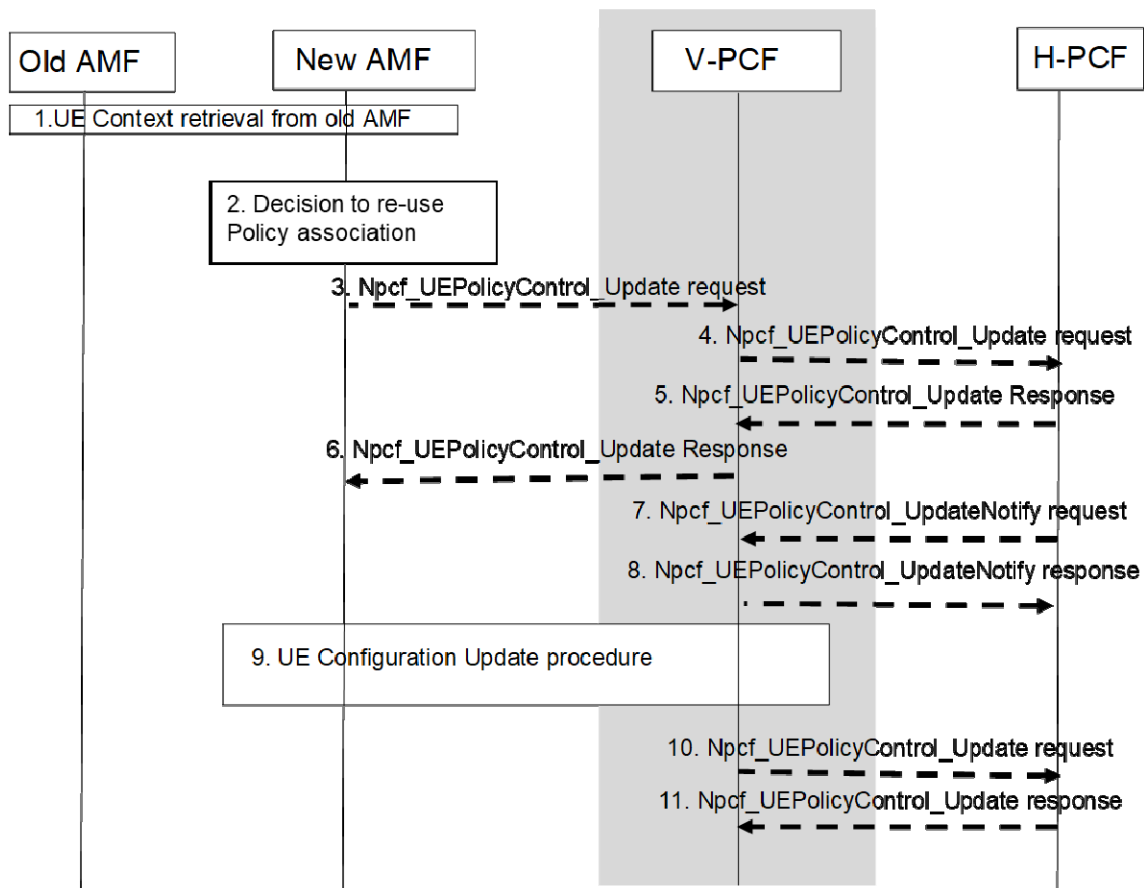 Old AMF
New AMF
V-PCF
H-PCF
1.UE Context retrieval from old AMF
2. Decision to re-use
Policy association
3. Npcf_UEPolicyControl_Update request
4. Npcf_UEPolicyControl_Update request
5. Npcf_UEPolicyControl_Update Response
6. Npcf_UEPolicyControl_Update Response
7. Npcf_UEPolicyControl_UpdateNotify request
8. Npcf_UEPolicyControl_UpdateNotify response
9. UE Configuration Update procedure
10. Npcf_UEPolicyControl_Update request
11. Npcf_UEPolicyControl_Update response